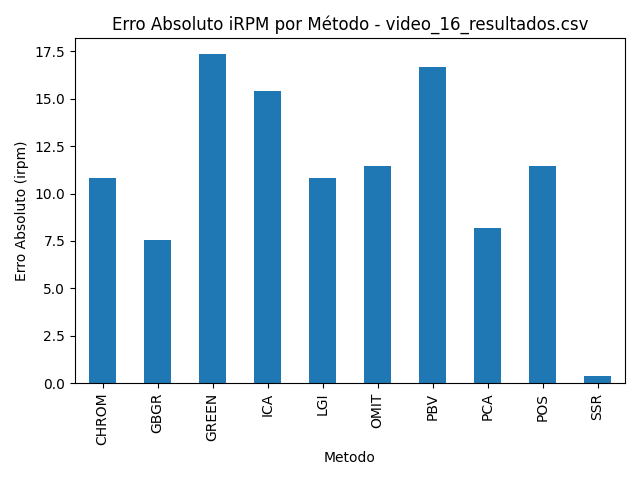 Erro Absoluto iRPM por Método - video_16_resultados.csv
17.5
15.0
12.5
10.0
7.5
5.0
2.5
0.0
Erro Absoluto (irpm)
CHROM
GBGR
GREEN
ICA
LGI
OMIT
PBV
PCA
POS
SSR
Metodo